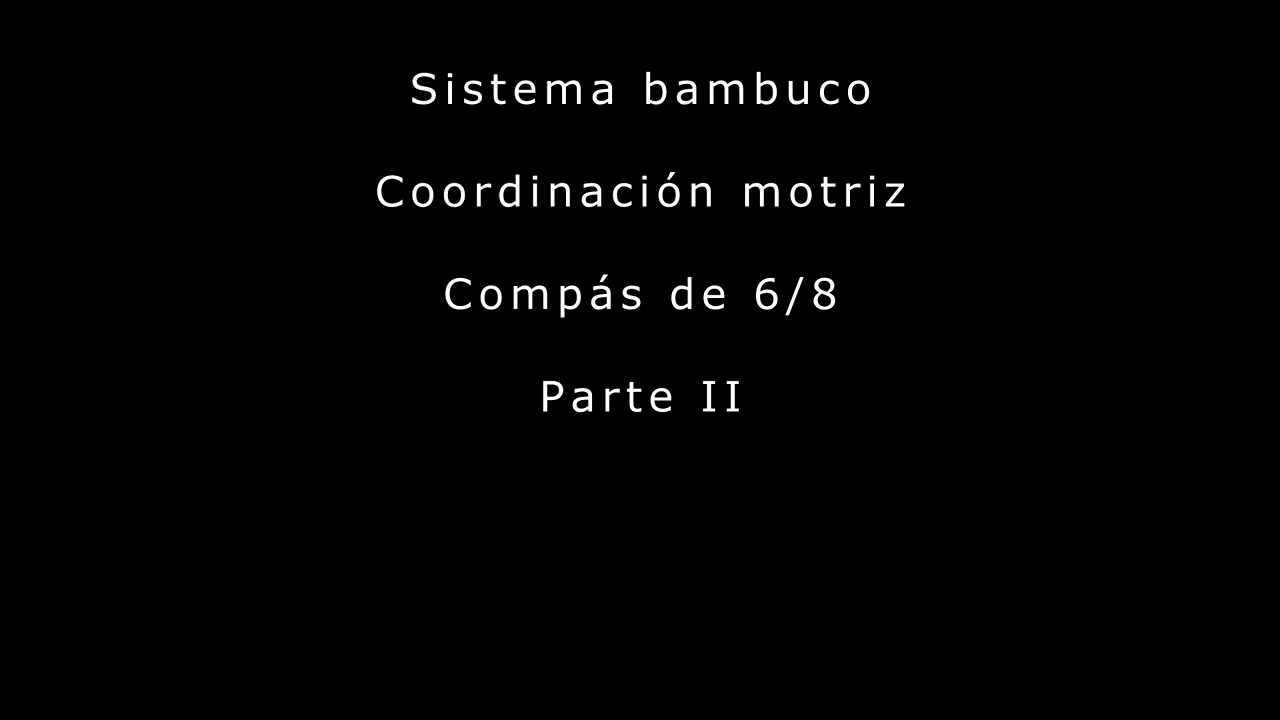 Sistema bambuco
Coordinación motriz
Compás de 6/8
Parte II